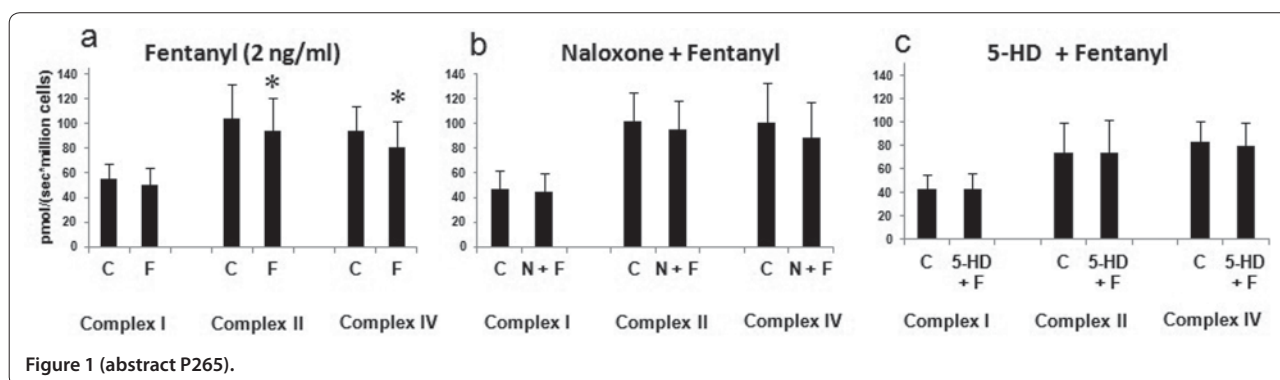 a
Fentanyl (2 ng/ml)
pmol/(sec*million cells)
140
120
100
80
60
40
20
0
*
*
C F C F C F
Complex I Complex II Complex IV
b
Naloxone + Fentanyl
140
120
100
80
60
40
20
0
C N + F C N + F C N + F
Complex I Complex II Complex IV
c
5-HD + Fentanyl
140
120
100
80
60
40
20
0
C 5-HD C 5-HD C 5-HD
+ F + F + F
Complex I Complex II Complex IV
Figure 1 (abstract P265).